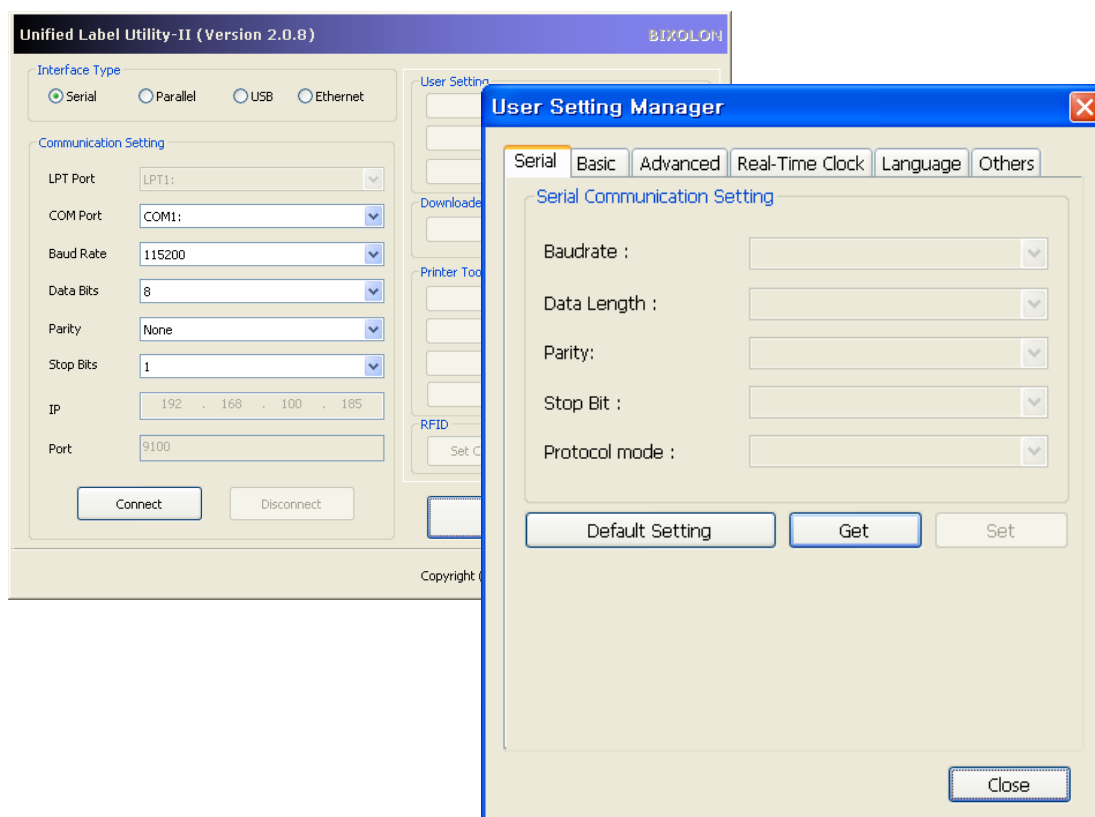 Unified Label Utility-II (Version 2.0.8)
BIXOLON
Interface Type
Serial
Parallel
USB
Ethernet
Communication Setting
LPT Port
LPT1:
COM Port
COM1:
Baud Rate
115200
Data Bits
8
Parity
None
Stop Bits
1
IP
192 . 168 . 100 . 185
Port
9100
Connect
Disconnect
User Setting
Printer
RFID
Set
Copyright
User Setting Manager
Serial
Basic
Advanced
Real-Time Clock
Language
Others
Serial Communication Setting
Baudrate :
Data Length :
Parity:
Stop Bit :
Protocol mode :
Default Setting
Get
Set
Close